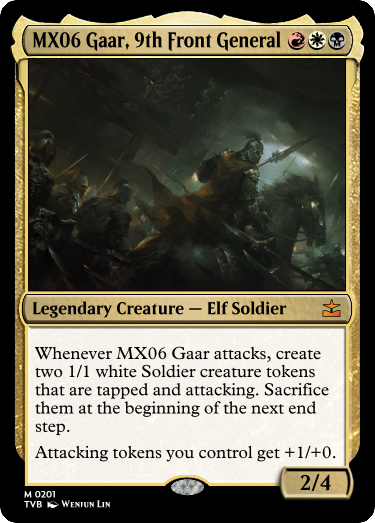 MX06 Gaar, 9th Front General
Legendary Creature — Elf Soldier
Whenever MX06 Gaar attacks, create
two 1/1 white Soldier creature tokens
that are tapped and attacking. Sacrifice
them at the beginning of the next end
step.
Attacking tokens you control get +1/+0.
2/4
M 0201
TVB Wenjun Lin